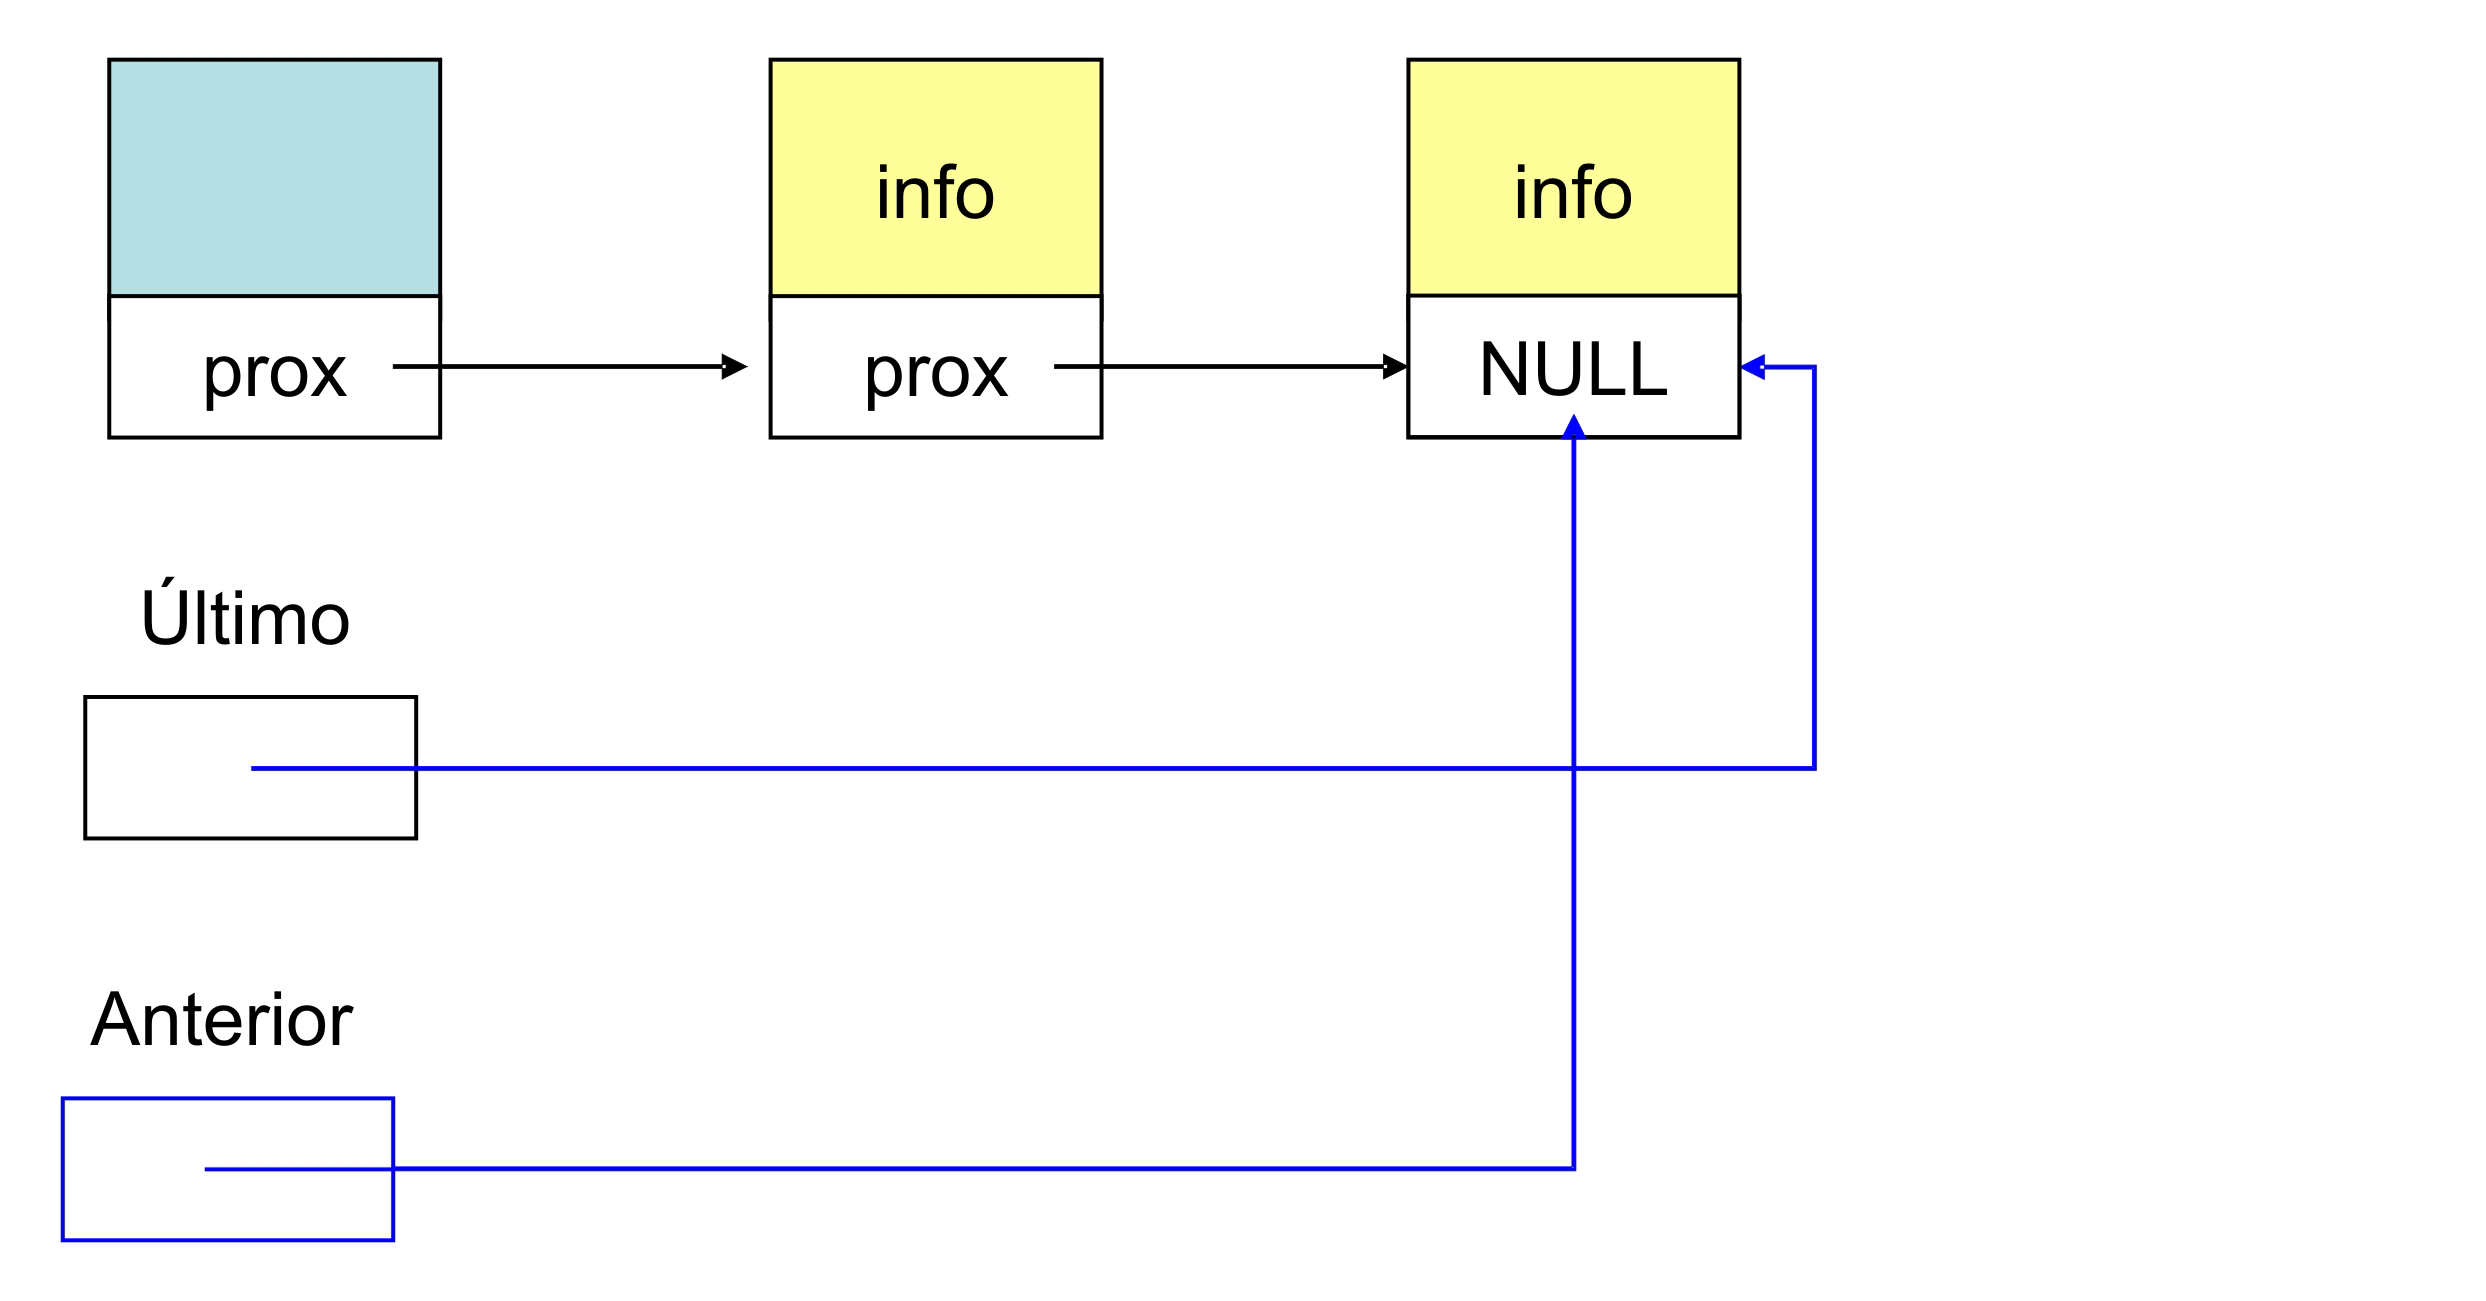 info
info
prox
prox
NULL
Último
Anterior